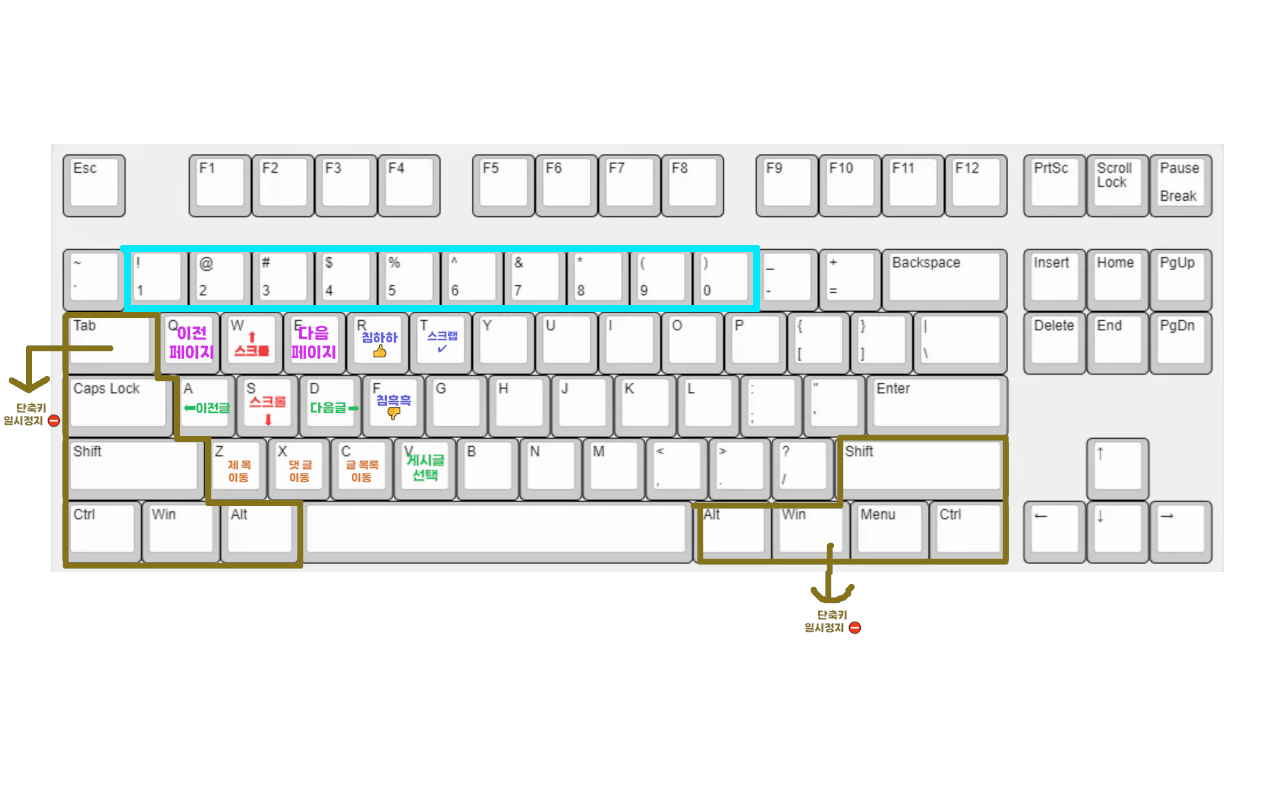 Esc F1 F2 F3 F4 F5 F6 F7 F8 F9 F10 F11 F12 PrtSc Scroll Lock Pause Break
~ ` ! 1 @ 2 # 3 $ 4 % 5 ^ 6 & 7 * 8 ( 9 ) 0 _ - + = Backspace Insert Home PgUp
Tab Q 이전 페이지 W ⬆ 스크롤 E 다음 페이지 R 침하하 👍 T 스크랩 ✓ Y U I O P { [ } ] | \ Delete End PgDn
Caps Lock A ⬅이전글 S 스크롤 ⬇ D 다음글➡ F 침흑흑 👎 G H J K L : ; " ' Enter
단축키
일시정지 ⛔
Shift Z 제 목 이동 X 댓 글 이동 C 글 목록 이동 V 게시글 선택 B N M < , > . ? / Shift ↑
Ctrl Win Alt Alt Win Menu Ctrl ← ↓ →
단축키
일시정지 ⛔